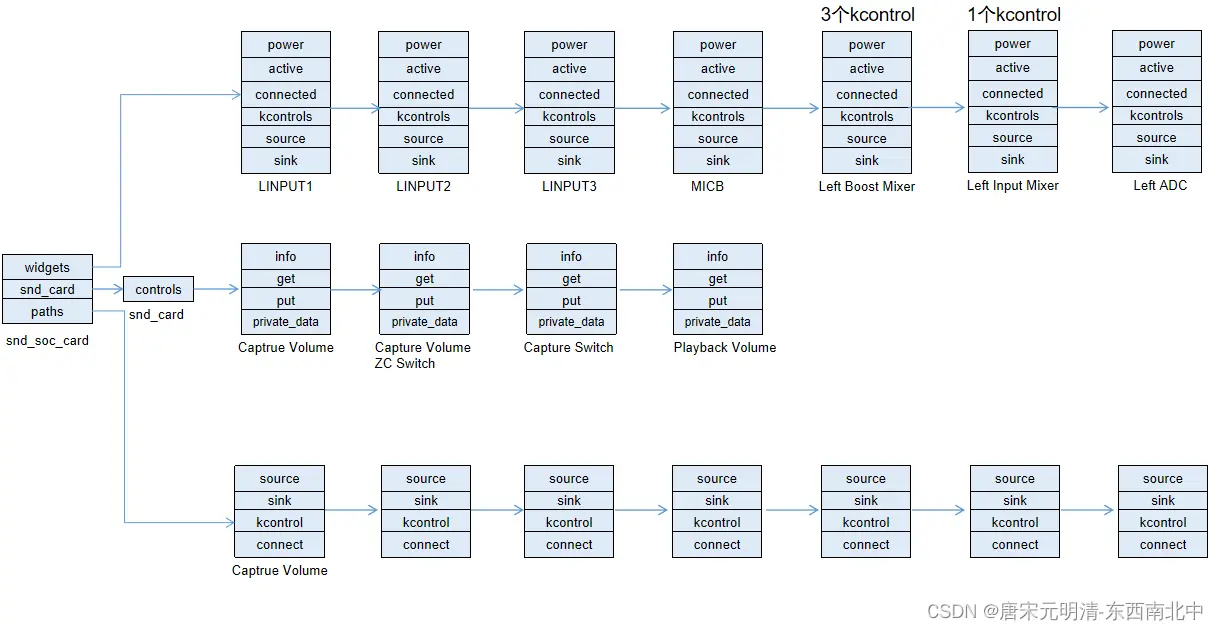 3个kcontrol
1个kcontrol
power
active
connected
kcontrols
source
sink
LINPUT1
power
active
connected
kcontrols
source
sink
LINPUT2
power
active
connected
kcontrols
source
sink
LINPUT3
power
active
connected
kcontrols
source
sink
MICB
power
active
connected
kcontrols
source
sink
Left Boost Mixer
power
active
connected
kcontrols
source
sink
Left Input Mixer
power
active
connected
kcontrols
source
sink
Left ADC
widgets
snd_card
paths
snd_soc_card
controls
snd_card
info
get
put
private_data
Captrue Volume
info
get
put
private_data
Capture Volume
ZC Switch
info
get
put
private_data
Capture Switch
info
get
put
private_data
Playback Volume
source
sink
kcontrol
connect
Captrue Volume
source
sink
kcontrol
connect
source
sink
kcontrol
connect
source
sink
kcontrol
connect
source
sink
kcontrol
connect
source
sink
kcontrol
connect
source
sink
kcontrol
connect
CSDN @唐宋元明清-东西南北中